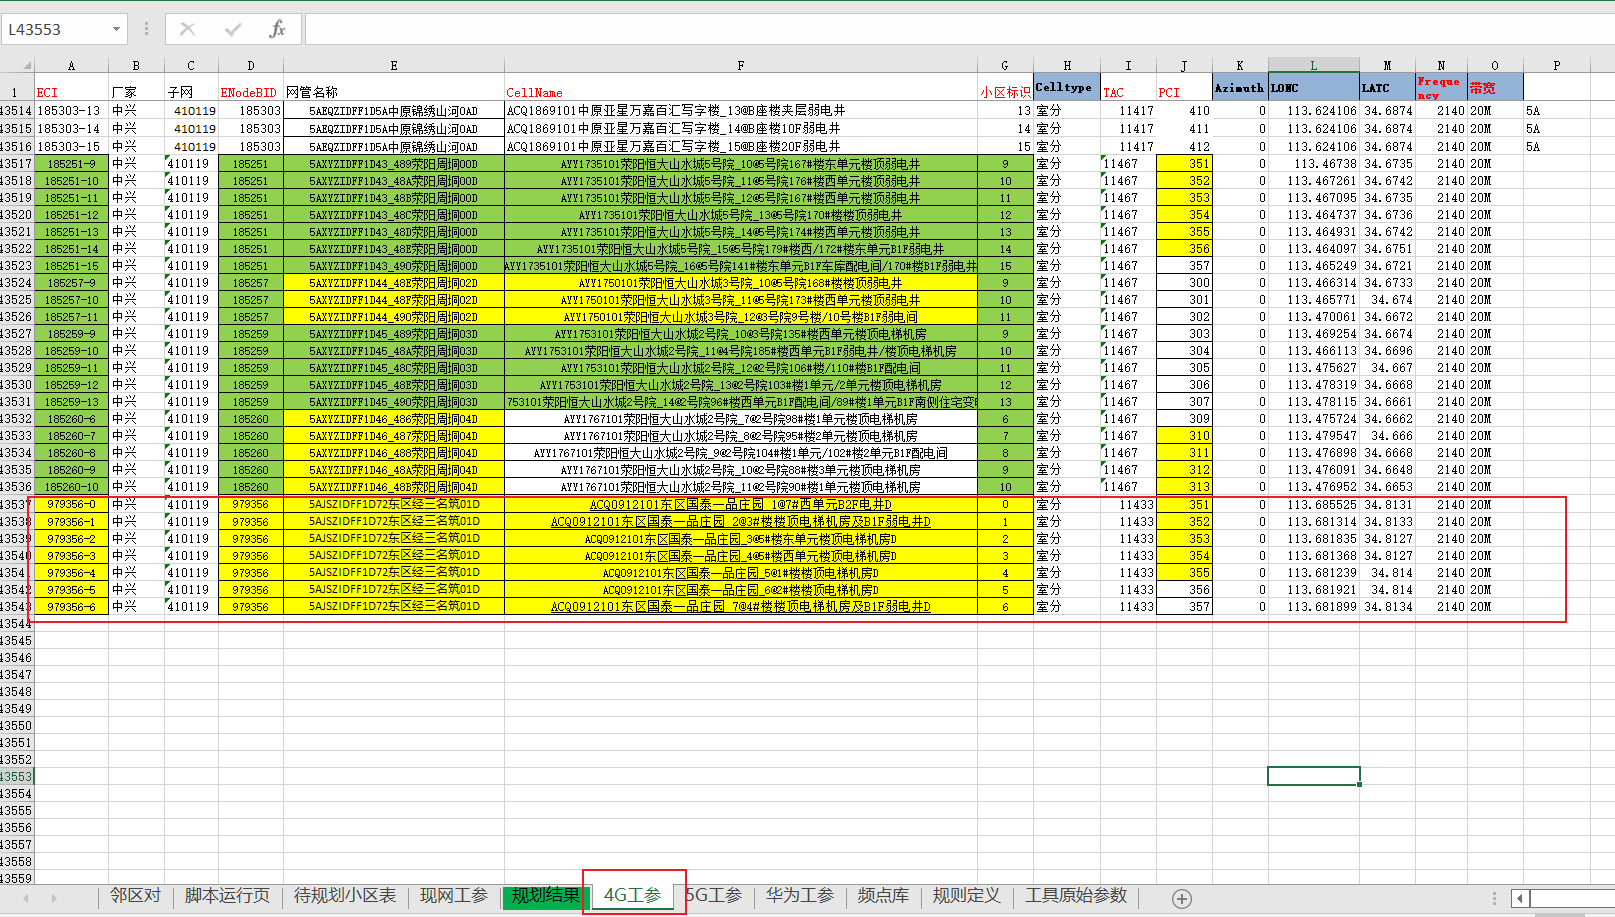 L43553 fx
A B C D E F G H I J K L M N O P
1 ECI 厂家 子网 ENodeBID 网管名称 CellName 小区标识 Celltype TAC PCI Azimuth LONC LATC Frequency 带宽
43514 185303-13 中兴 410119 185303 5AEQZIDFF1D5A中原锦绣山河0AD ACQ1869101中原亚星万嘉百汇写字楼_13@B座楼夹层弱电井 13 室分 11417 410 0 113.624106 34.6874 2140 20M 5A
43515 185303-14 中兴 410119 185303 5AEQZIDFF1D5A中原锦绣山河0AD ACQ1869101中原亚星万嘉百汇写字楼_14@B座楼10F弱电井 14 室分 11417 411 0 113.624106 34.6874 2140 20M 5A
43516 185303-15 中兴 410119 185303 5AEQZIDFF1D5A中原锦绣山河0AD ACQ1869101中原亚星万嘉百汇写字楼_15@B座楼20F弱电井 15 室分 11417 412 0 113.624106 34.6874 2140 20M 5A
43517 185251-9 中兴 410119 185251 5AXYZIDFF1D43_489荥阳周垌00D AYY1735101荥阳恒大山水城5号院_10@5号院167#楼东单元楼顶弱电井 9 室分 11467 351 0 113.46738 34.6735 2140 20M
43518 185251-10 中兴 410119 185251 5AXYZIDFF1D43_48A荥阳周垌00D AYY1735101荥阳恒大山水城5号院_11@5号院176#楼西单元楼顶弱电井 10 室分 11467 352 0 113.467261 34.6742 2140 20M
43519 185251-11 中兴 410119 185251 5AXYZIDFF1D43_48B荥阳周垌00D AYY1735101荥阳恒大山水城5号院_12@5号院168#楼西单元楼顶弱电井 11 室分 11467 353 0 113.467095 34.6735 2140 20M
43520 185251-12 中兴 410119 185251 5AXYZIDFF1D43_48C荥阳周垌00D AYY1735101荥阳恒大山水城5号院_13@5号院170#楼楼顶弱电井 12 室分 11467 354 0 113.464737 34.6736 2140 20M
43521 185251-13 中兴 410119 185251 5AXYZIDFF1D43_48D荥阳周垌00D AYY1735101荥阳恒大山水城5号院_14@5号院174#楼西单元楼顶弱电井 13 室分 11467 355 0 113.464931 34.6742 2140 20M
43522 185251-14 中兴 410119 185251 5AXYZIDFF1D43_48E荥阳周垌00D AYY1735101荥阳恒大山水城5号院_15@5号院179#楼西/172#楼东单元B1F弱电井 14 室分 11467 356 0 113.464097 34.6751 2140 20M
43523 185251-15 中兴 410119 185251 5AXYZIDFF1D43_490荥阳周垌00D AYY1735101荥阳恒大山水城5号院_16@5号院141#楼东单元B1F车库配电间/170#楼B1F弱电井 15 室分 11467 357 0 113.465249 34.6721 2140 20M
43524 185257-9 中兴 410119 185257 5AXYZIDFF1D44_48E荥阳周垌02D AYY1750101荥阳恒大山水城3号院_10@5号院168#楼楼顶弱电井 9 室分 11467 300 0 113.466314 34.6733 2140 20M
43525 185257-10 中兴 410119 185257 5AXYZIDFF1D44_48F荥阳周垌02D AYY1750101荥阳恒大山水城3号院_11@5号院173#楼西单元楼顶弱电井 10 室分 11467 301 0 113.465771 34.674 2140 20M
43526 185257-11 中兴 410119 185257 5AXYZIDFF1D44_490荥阳周垌02D AYY1750101荥阳恒大山水城3号院_12@3号院9号楼/10号楼B1F弱电间 11 室分 11467 302 0 113.470061 34.6672 2140 20M
43527 185259-9 中兴 410119 185259 5AXYZIDFF1D45_489荥阳周垌03D AYY1753101荥阳恒大山水城2号院_10@3号院135#楼西单元楼顶电梯机房 9 室分 11467 303 0 113.469254 34.6674 2140 20M
43528 185259-10 中兴 410119 185259 5AXYZIDFF1D45_48A荥阳周垌03D AYY1753101荥阳恒大山水城2号院_11@4号院185#楼西单元B1F弱电井/楼顶电梯机房 10 室分 11467 304 0 113.466113 34.6696 2140 20M
43529 185259-11 中兴 410119 185259 5AXYZIDFF1D45_48C荥阳周垌03D AYY1753101荥阳恒大山水城2号院_12@2号院106#楼/110#楼B1F配电间 11 室分 11467 305 0 113.475627 34.667 2140 20M
43530 185259-12 中兴 410119 185259 5AXYZIDFF1D45_48E荥阳周垌03D AYY1753101荥阳恒大山水城2号院_13@2号院103#楼1单元/2单元楼顶电梯机房 12 室分 11467 306 0 113.478319 34.6668 2140 20M
43531 185259-13 中兴 410119 185259 5AXYZIDFF1D45_490荥阳周垌03D 753101荥阳恒大山水城2号院_14@2号院96#楼西单元B1F配电间/89#楼1单元B1F南侧住宅变电 13 室分 11467 307 0 113.478115 34.6661 2140 20M
43532 185260-6 中兴 410119 185260 5AXYZIDFF1D46_486荥阳周垌04D AYY1767101荥阳恒大山水城2号院_7@2号院98#楼1单元楼顶电梯机房 6 室分 11467 309 0 113.475724 34.6662 2140 20M
43533 185260-7 中兴 410119 185260 5AXYZIDFF1D46_487荥阳周垌04D AYY1767101荥阳恒大山水城2号院_8@2号院95#楼2单元楼顶电梯机房 7 室分 11467 310 0 113.479547 34.666 2140 20M
43534 185260-8 中兴 410119 185260 5AXYZIDFF1D46_488荥阳周垌04D AYY1767101荥阳恒大山水城2号院_9@2号院104#楼1单元/102#楼2单元B1F配电间 8 室分 11467 311 0 113.476898 34.6668 2140 20M
43535 185260-9 中兴 410119 185260 5AXYZIDFF1D46_48A荥阳周垌04D AYY1767101荥阳恒大山水城2号院_10@2号院88#楼3单元楼顶电梯机房 9 室分 11467 312 0 113.476091 34.6648 2140 20M
43536 185260-10 中兴 410119 185260 5AXYZIDFF1D46_48B荥阳周垌04D AYY1767101荥阳恒大山水城2号院_11@2号院90#楼1单元楼顶电梯机房 10 室分 11467 313 0 113.476952 34.6653 2140 20M
43537 979356-0 中兴 410119 979356 5AJSZIDFF1D72东区经三名筑01D ACQ0912101东区国泰一品庄园_1@7#西单元B2F电井D 0 室分 11433 351 0 113.685525 34.8131 2140 20M
43538 979356-1 中兴 410119 979356 5AJSZIDFF1D72东区经三名筑01D ACQ0912101东区国泰一品庄园_2@3#楼楼顶电梯机房及B1F弱电井D 1 室分 11433 352 0 113.681314 34.8133 2140 20M
43539 979356-2 中兴 410119 979356 5AJSZIDFF1D72东区经三名筑01D ACQ0912101东区国泰一品庄园_3@5#楼东单元楼顶电梯机房D 2 室分 11433 353 0 113.681835 34.8127 2140 20M
43540 979356-3 中兴 410119 979356 5AJSZIDFF1D72东区经三名筑01D ACQ0912101东区国泰一品庄园_4@5#楼西单元楼顶电梯机房D 3 室分 11433 354 0 113.681368 34.8127 2140 20M
43541 979356-4 中兴 410119 979356 5AJSZIDFF1D72东区经三名筑01D ACQ0912101东区国泰一品庄园_5@1#楼楼顶电梯机房D 4 室分 11433 355 0 113.681239 34.814 2140 20M
43542 979356-5 中兴 410119 979356 5AJSZIDFF1D72东区经三名筑01D ACQ0912101东区国泰一品庄园_6@2#楼楼顶电梯机房D 5 室分 11433 356 0 113.681921 34.814 2140 20M
43543 979356-6 中兴 410119 979356 5AJSZIDFF1D72东区经三名筑01D ACQ0912101东区国泰一品庄园_7@4#楼楼顶电梯机房及B1F弱电井D 6 室分 11433 357 0 113.681899 34.8134 2140 20M
43544
43545
43546
43547
43548
43549
43550
43551
43552
43553
43554
43555
43556
43557
43558
43559
邻区对 脚本运行页 待规划小区表 现网工参 规划结果 4G工参 5G工参 华为工参 频点库 规则定义 工具原始参数